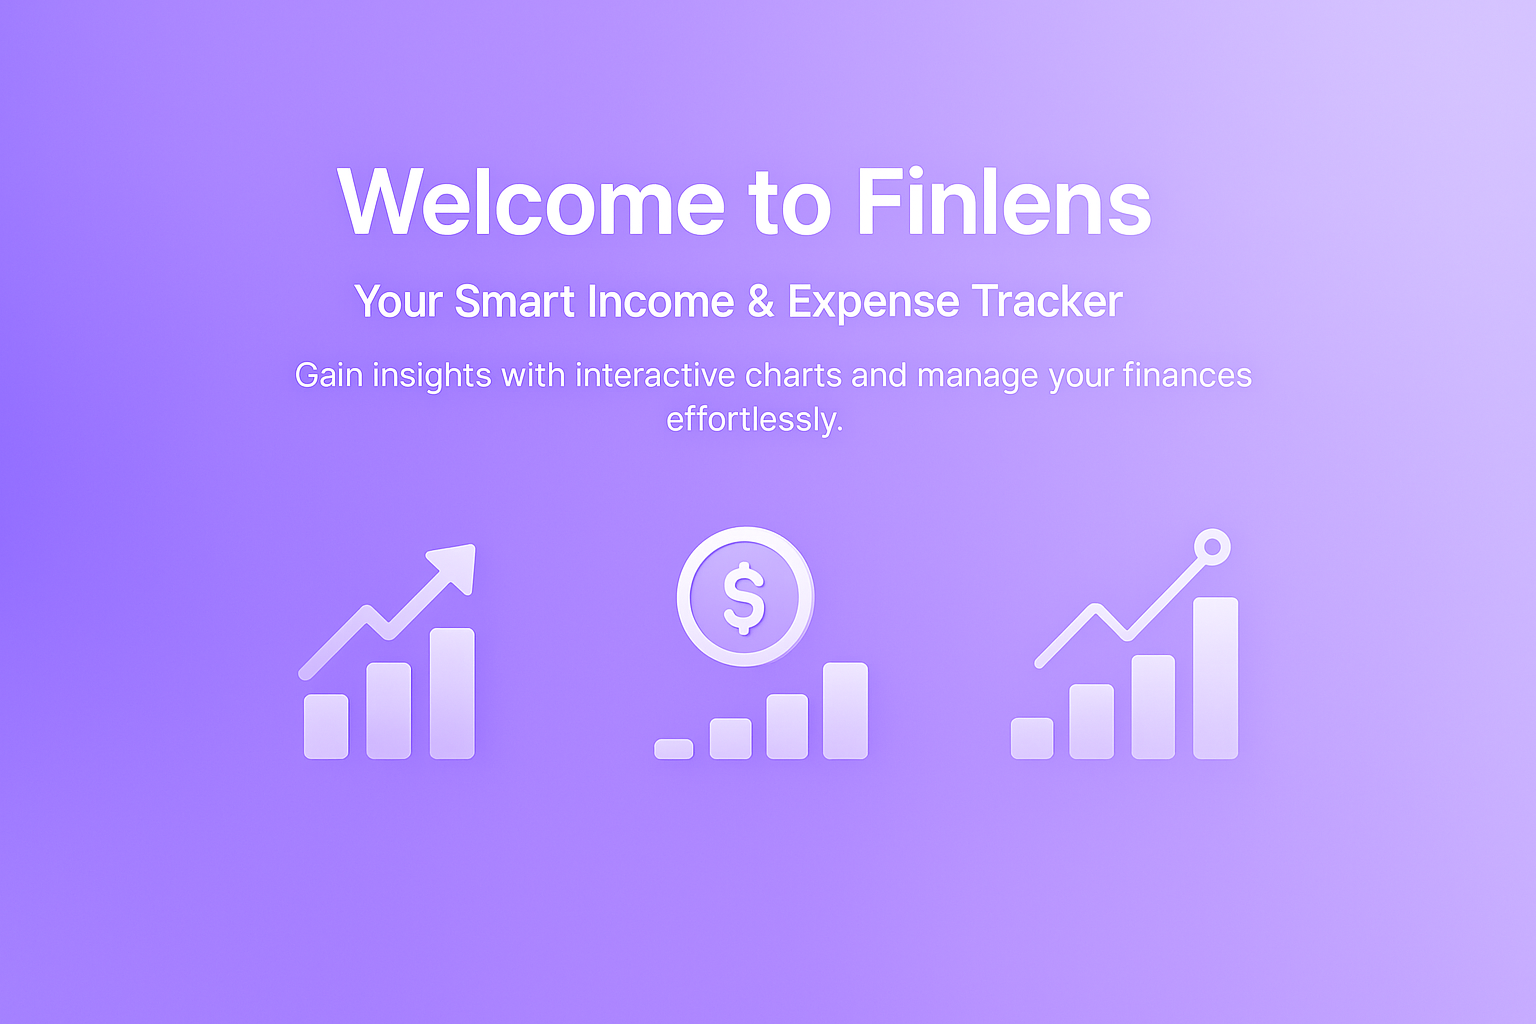 Welcome to Finlens
Your Smart Income & Expense Tracker
Gain insights with interactive charts and manage your finances
effortlessly.
$